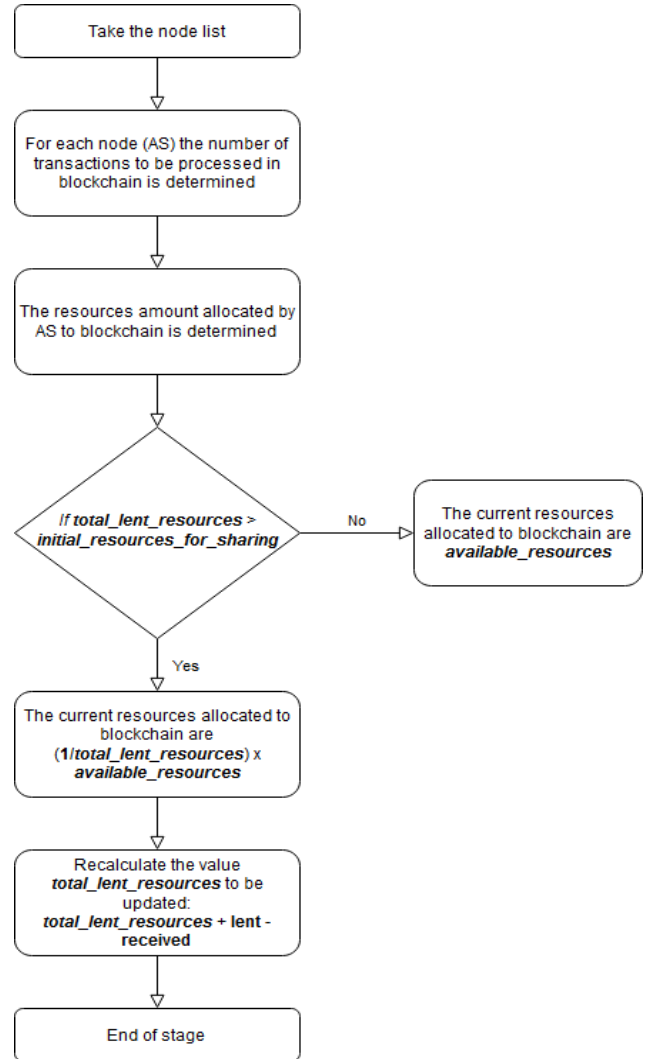 Take the node list
For each node (AS) the number of
transactions to be processed in
blockchain is determined
The resources amount allocated by
AS to blockchain is determined
If total_lent_resources >
initial_resources_for_sharing
No
The current resources
allocated to blockchain are
available_resources
Yes
The current resources allocated to
blockchain are
(1/total_lent_resources) x
available_resources
Recalculate the value
total_lent_resources to be
updated:
total_lent_resources + lent -
received
End of stage